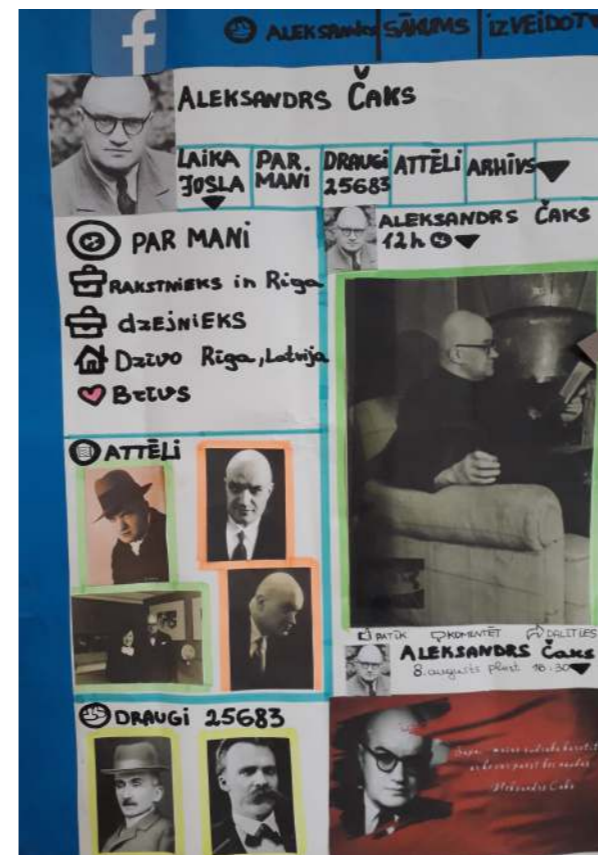 f
ALEKSANDRS SĀKUMS IZVEIDOT
ALEKSANDRS ČAKS
LAIKA JOSLA
PAR. MANI
DRAUGI 25683
ATTĒLI
ARHĪVS
PAR MANI
RAKSTNIEKS in Rīga
DZEJNIEKS
DZĪVO Rīga, Latvija
BRĪVS
ATTĒLI
DRAUGI 25683
ALEKSANDRS ČAKS
12h
PATĪK KOMENTĒT DALĪTIES
ALEKSANDRS ČAKS
8. augusts plkst. 16:30
Aleksandrs Čaks